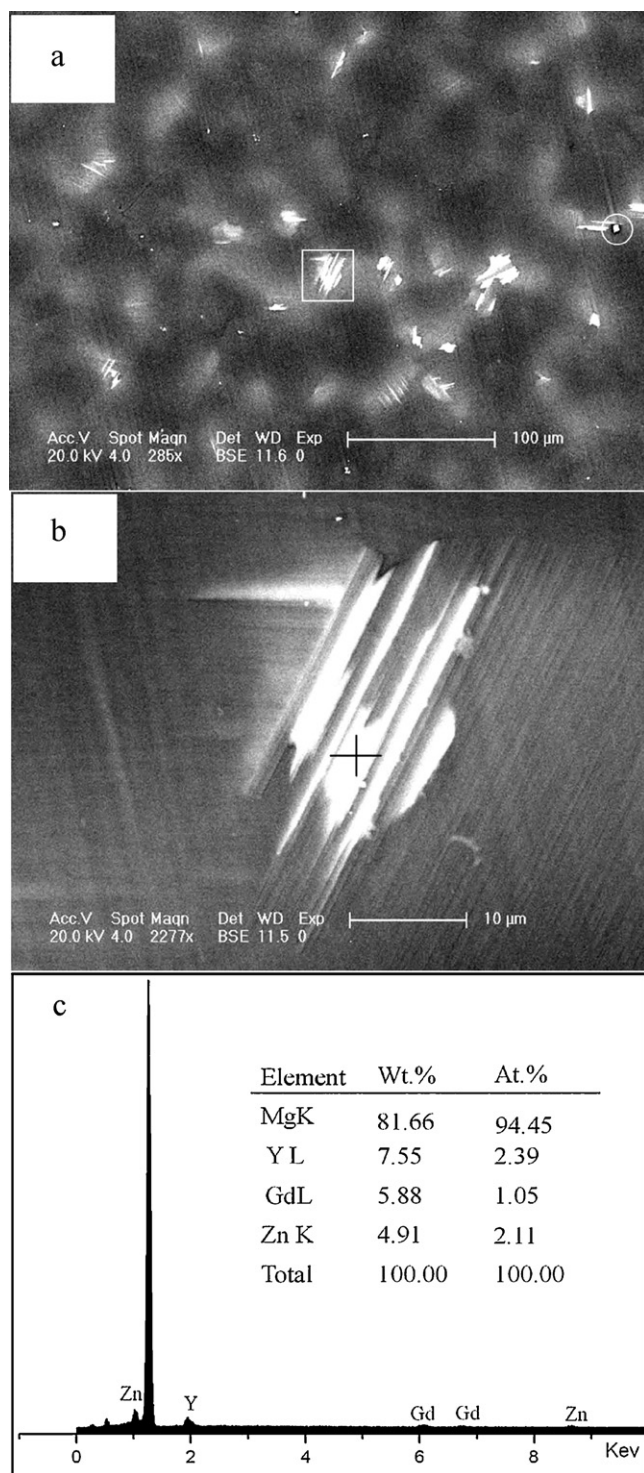 a
Acc.V Spot Magn Det WD Exp
20.0 kV 4.0 285x BSE 11.6 0
100 µm
b
Acc.V Spot Magn Det WD Exp
20.0 kV 4.0 2277x BSE 11.5 0
10 µm
c
Element Wt.% At.%
MgK 81.66 94.45
Y L 7.55 2.39
GdL 5.88 1.05
Zn K 4.91 2.11
Total 100.00 100.00
Zn Y Gd Gd Zn
0 2 4 6 8 Kev